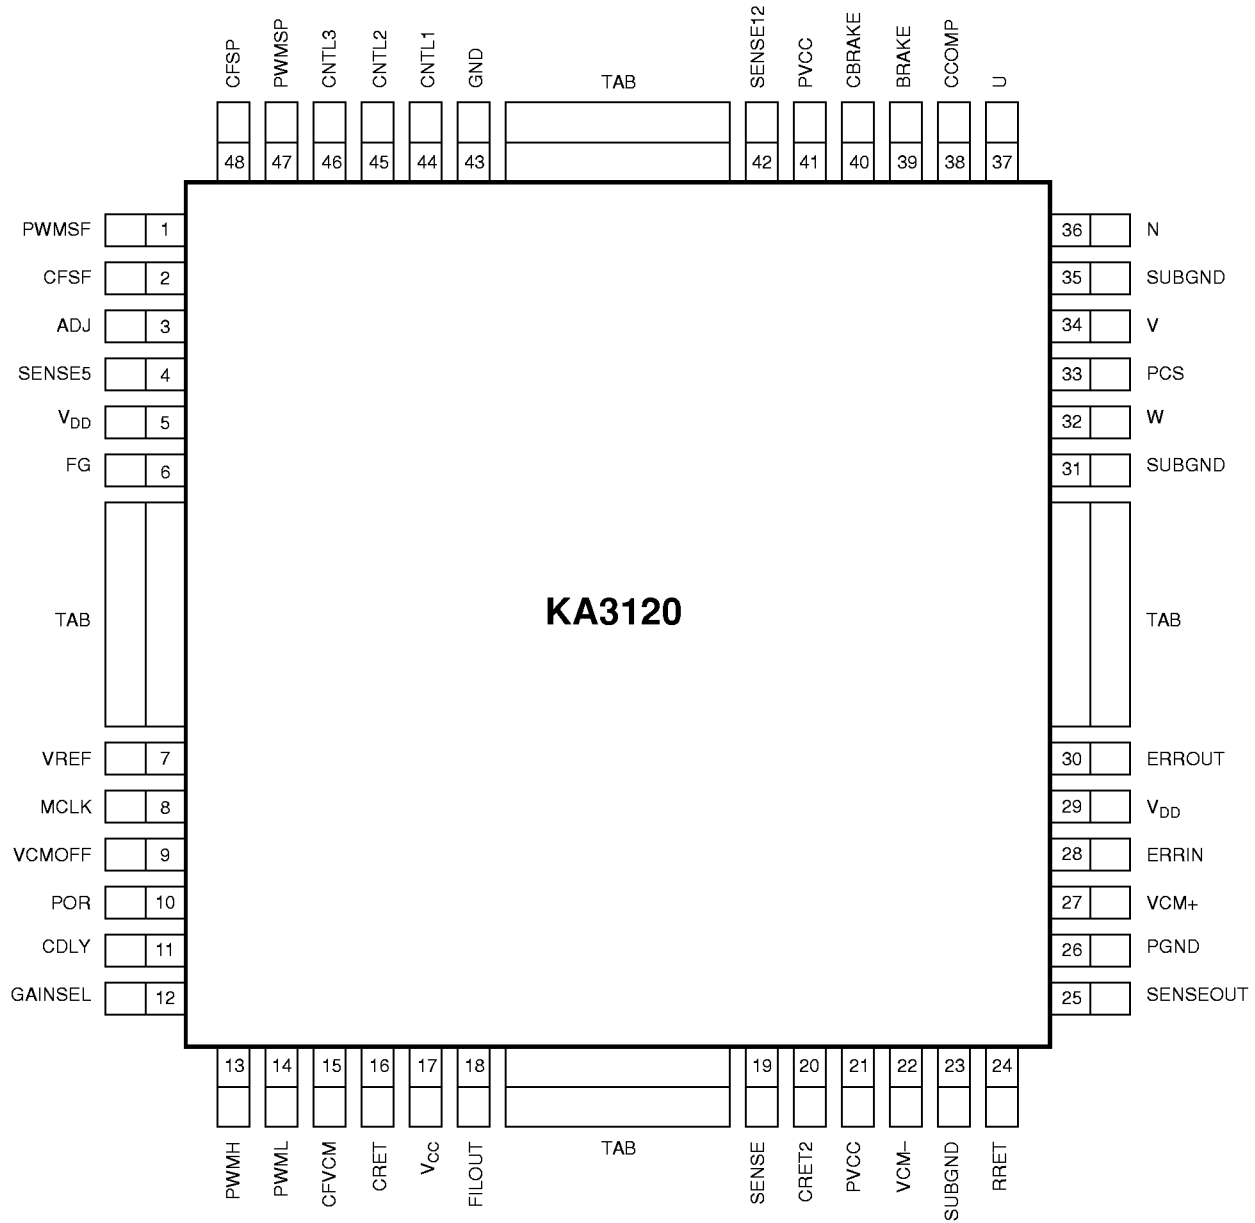 CFSP
PWMSP
CNTL3
CNTL2
CNTL1
GND
TAB
SENSE12
PVCC
CBRAKE
BRAKE
CCOMP
U
48 47 46 45 44 43 42 41 40 39 38 37
PWMSF 1 36 N
CFSF 2 35 SUBGND
ADJ 3 34 V
SENSE5 4 33 PCS
VDD 5 32 W
FG 6 31 SUBGND
KA3120
TAB TAB
VREF 7 30 ERROUT
MCLK 8 29 VDD
VCMOFF 9 28 ERRIN
POR 10 27 VCM+
CDLY 11 26 PGND
GAINSEL 12 25 SENSEOUT
13 14 15 16 17 18 19 20 21 22 23 24
PWMH
PWML
CFVCM
CRET
VCC
FILOUT
TAB
SENSE
CRET2
PVCC
VCM–
SUBGND
RRET